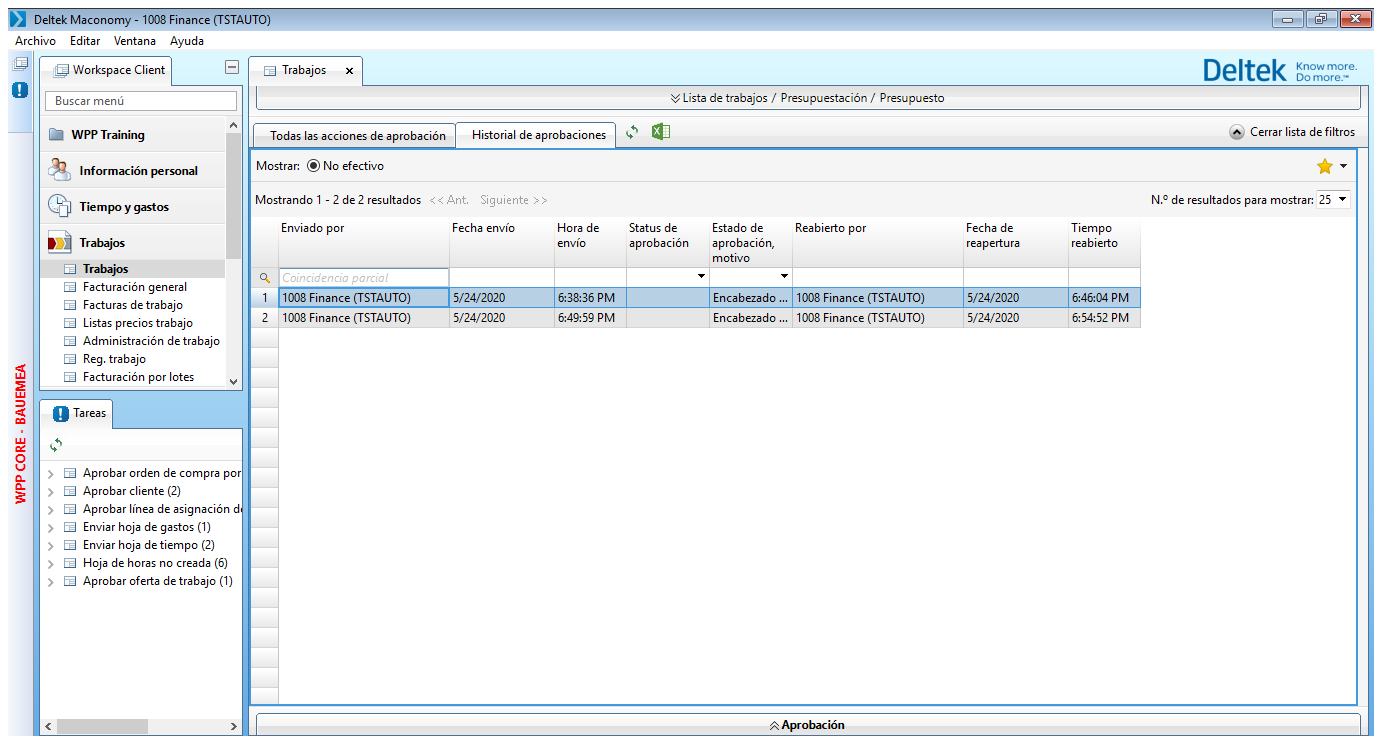 Deltek Maconomy - 1008 Finance (TSTAUTO)
Archivo Editar Ventana Ayuda
Workspace Client
Buscar menú
WPP Training
Información personal
Tiempo y gastos
Trabajos
Trabajos
Facturación general
Facturas de trabajo
Listas precios trabajo
Administración de trabajo
Reg. trabajo
Facturación por lotes
WPP CORE - BAUEMEA
Tareas
Aprobar orden de compra por
Aprobar cliente (2)
Aprobar línea de asignación de
Enviar hoja de gastos (1)
Enviar hoja de tiempo (2)
Hoja de horas no creada (6)
Aprobar oferta de trabajo (1)
Trabajos x
Deltek Know more.
Do more.™
Lista de trabajos / Presupuestación / Presupuesto
Todas las acciones de aprobación Historial de aprobaciones Cerrar lista de filtros
Mostrar: No efectivo
Mostrando 1 - 2 de 2 resultados << Ant. Siguiente >> N.º de resultados para mostrar: 25
Enviado por Fecha envío Hora de envío Status de aprobación Estado de aprobación, motivo Reabierto por Fecha de reapertura Tiempo reabierto
Coincidencia parcial
1 1008 Finance (TSTAUTO) 5/24/2020 6:38:36 PM Encabezado ... 1008 Finance (TSTAUTO) 5/24/2020 6:46:04 PM
2 1008 Finance (TSTAUTO) 5/24/2020 6:49:59 PM Encabezado ... 1008 Finance (TSTAUTO) 5/24/2020 6:54:52 PM
Aprobación